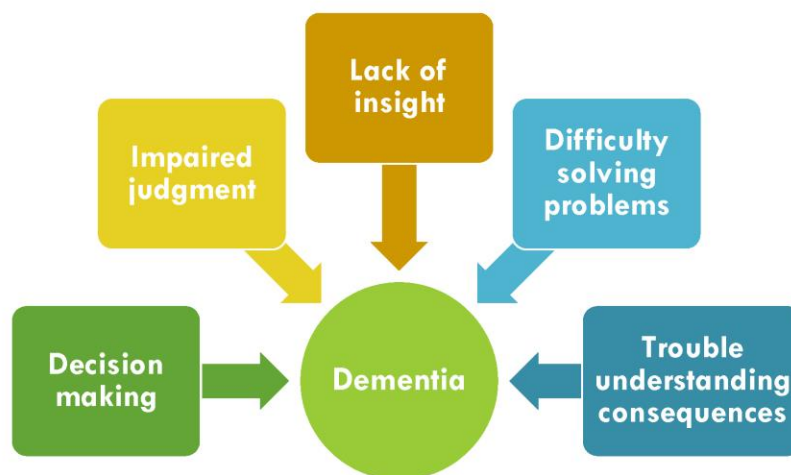 Lack of
insight
Impaired
judgment
Difficulty
solving
problems
Decision
making
Dementia
Trouble
understanding
consequences